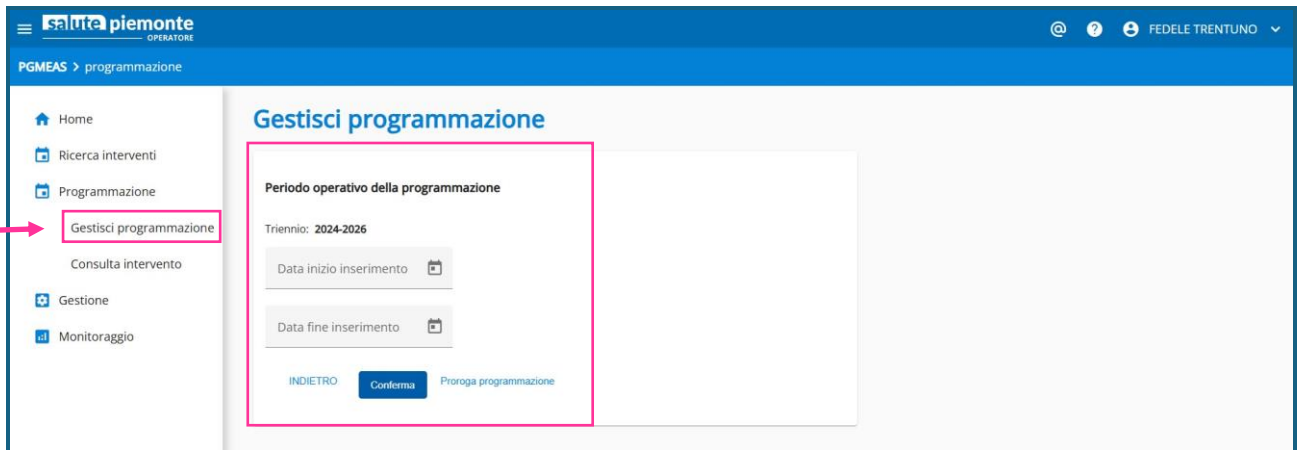 salute piemonte
OPERATORE
FEDELE TRENTUNO
PGMEAS > programmazione
Home
Ricerca interventi
Programmazione
Gestisci programmazione
Consulta intervento
Gestione
Monitoraggio
Gestisci programmazione
Periodo operativo della programmazione
Triennio: 2024-2026
Data inizio inserimento
Data fine inserimento
INDIETRO Conferma Proroga programmazione